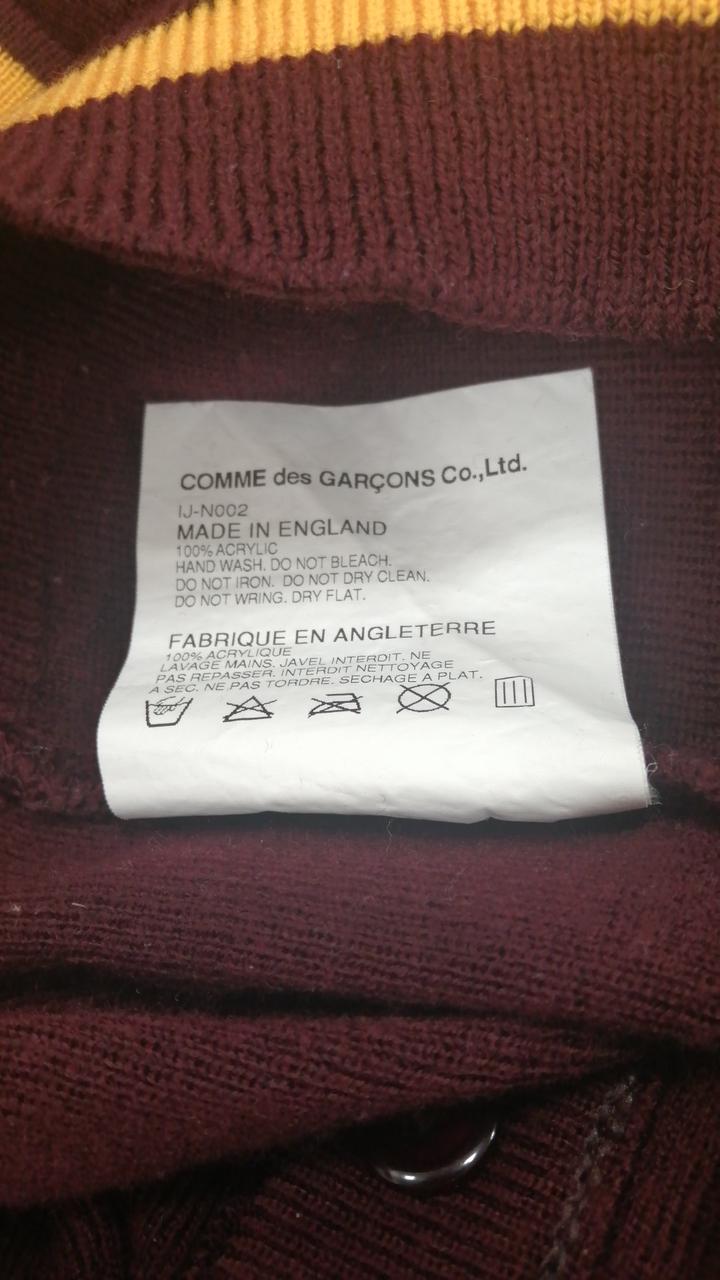 COMME des GARÇONS Co.,Ltd.
IJ-N002
MADE IN ENGLAND
100% ACRYLIC
HAND WASH. DO NOT BLEACH.
DO NOT IRON. DO NOT DRY CLEAN.
DO NOT WRING. DRY FLAT.
FABRIQUE EN ANGLETERRE
100% ACRYLIQUE
LAVAGE MAINS. JAVEL INTERDIT. NE
PAS REPASSER. INTERDIT NETTOYAGE
A SEC. NE PAS TORDRE. SECHAGE A PLAT.